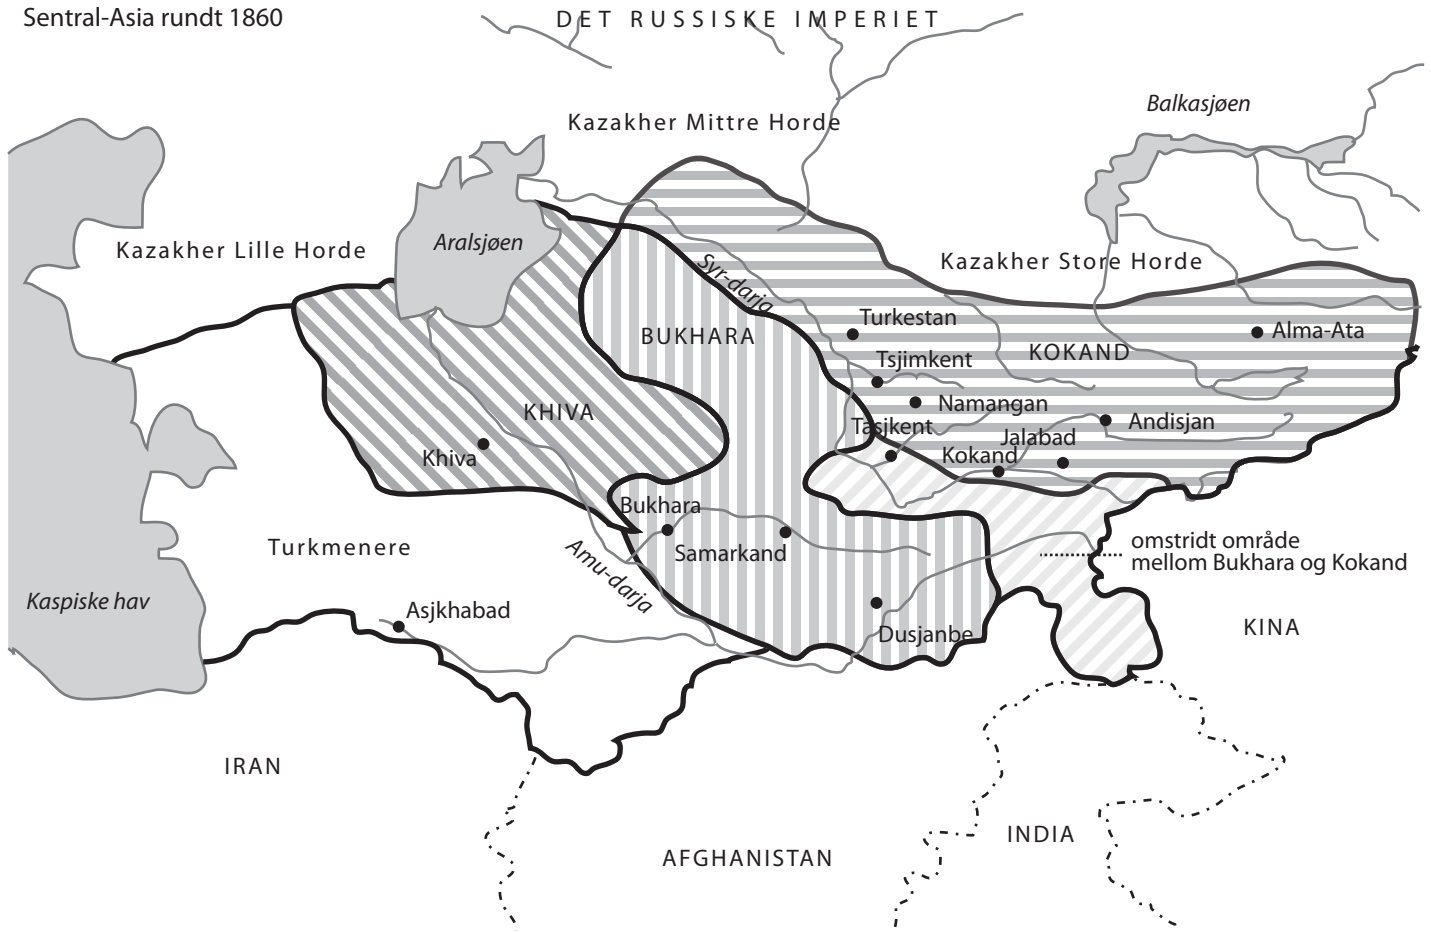 Sentral-Asia rundt 1860
DET RUSSISKE IMPERIET
Balkasjøen
Kazakher Mittre Horde
Aralsjøen
Kazakher Lille Horde
Kazakher Store Horde
Syr-darja
Turkestan
Alma-Ata
BUKHARA
KOKAND
Tsjimkent
Namangan
KHIVA
Andisjan
Tasjkent
Jalabad
Khiva
Kokand
Bukhara
Turkmenere
Samarkand
omstridt område
mellom Bukhara og Kokand
Amu-darja
Kaspiske hav
Asjkhabad
Dusjanbe
KINA
IRAN
INDIA
AFGHANISTAN